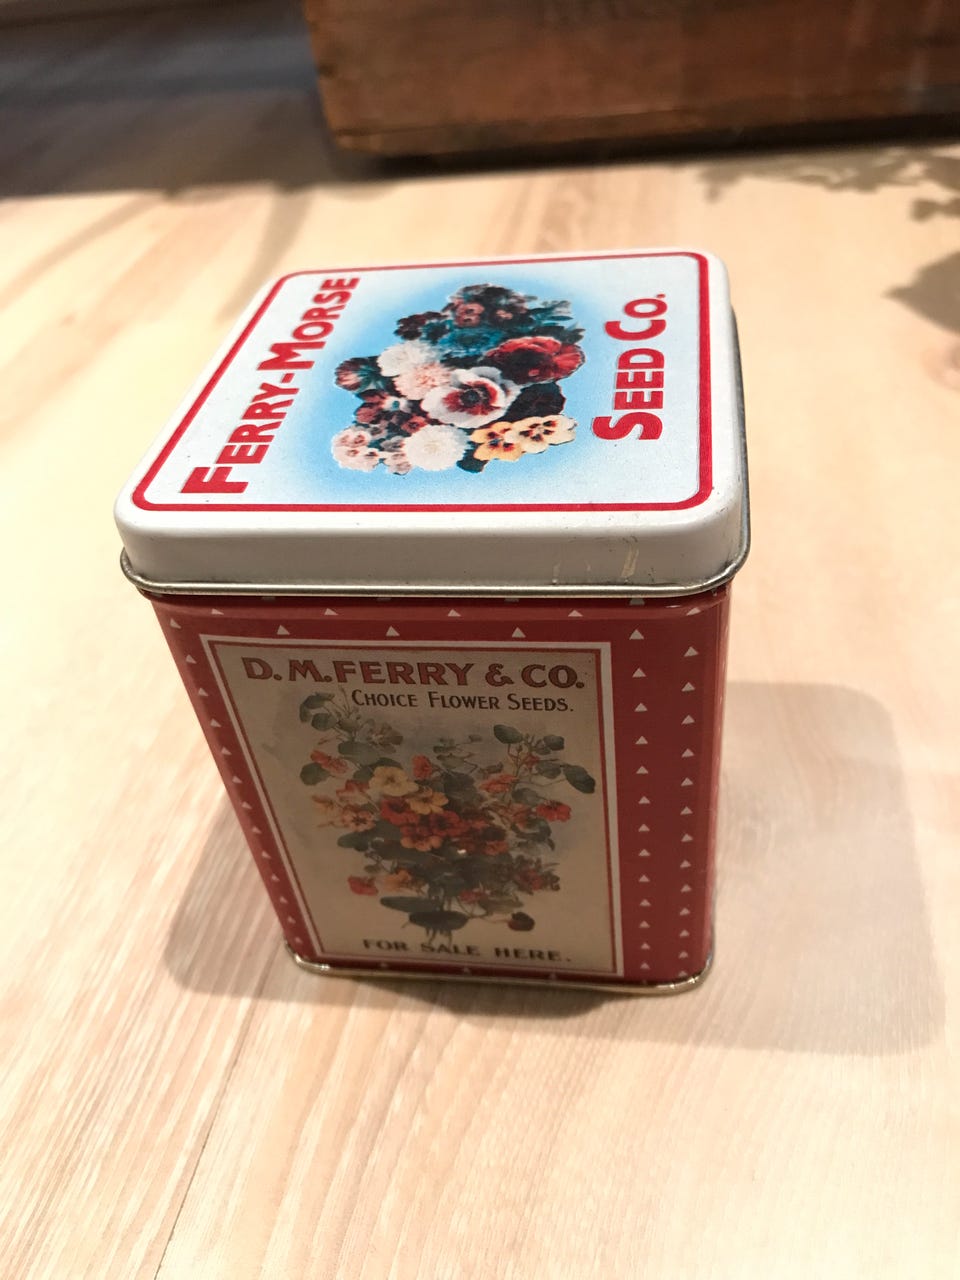 FERRY-MORSE
SEED CO.
D. M. FERRY & CO.
CHOICE FLOWER SEEDS.
FOR SALE HERE.